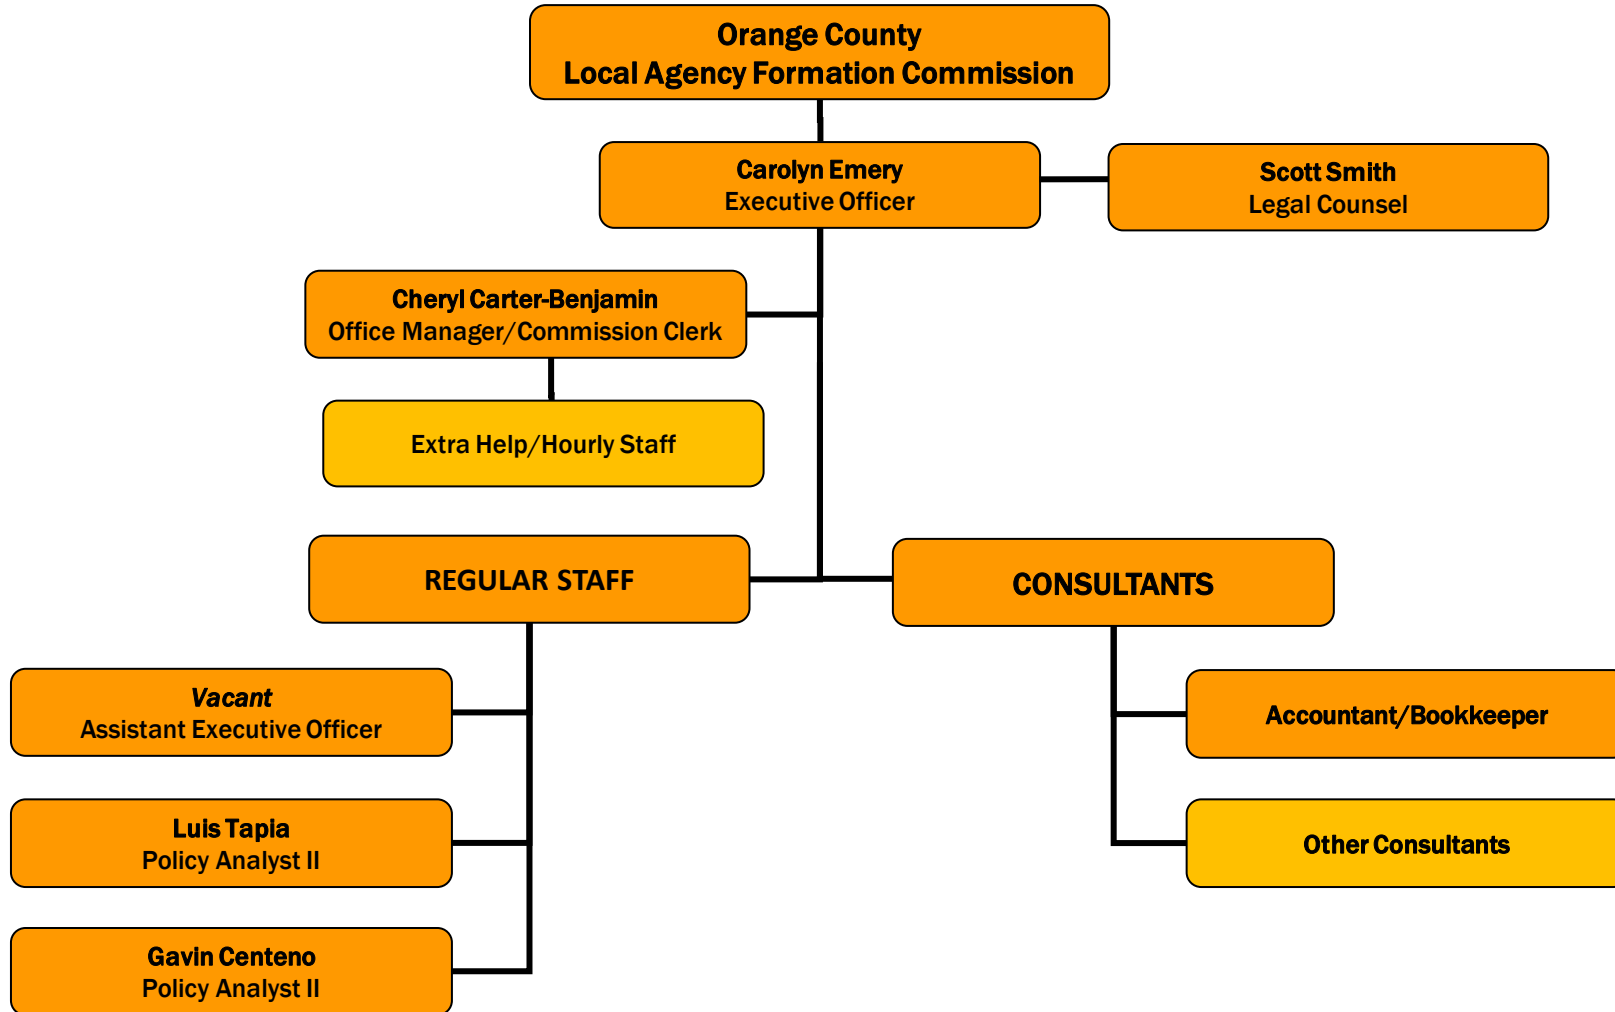 Orange County
Local Agency Formation Commission
Carolyn Emery
Executive Officer
Scott Smith
Legal Counsel
Cheryl Carter-Benjamin
Office Manager/Commission Clerk
Extra Help/Hourly Staff
REGULAR STAFF
CONSULTANTS
Vacant
Assistant Executive Officer
Accountant/Bookkeeper
Luis Tapia
Policy Analyst II
Other Consultants
Gavin Centeno
Policy Analyst II